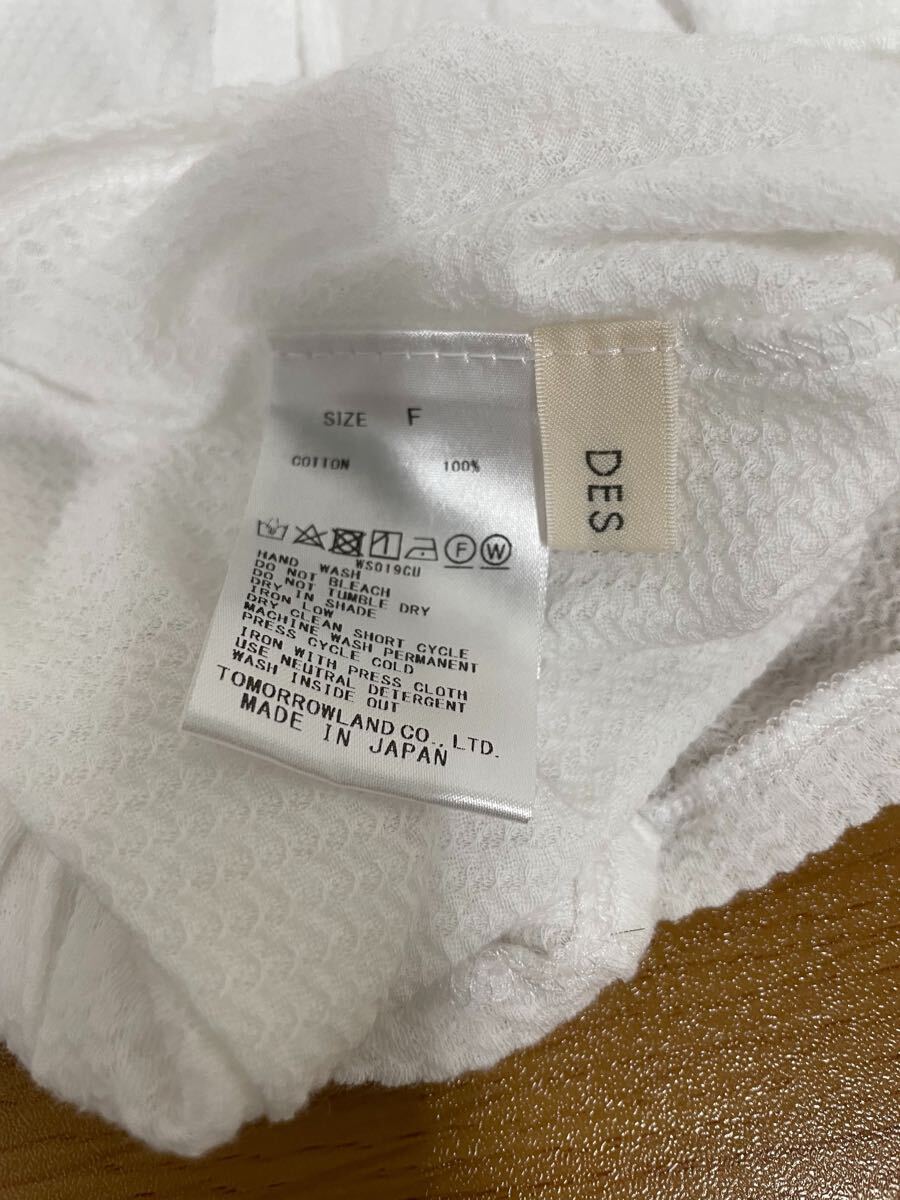 SIZE F
COTTON 100%
F W
WS019CU
HAND WASH
DO NOT BLEACH
DO NOT TUMBLE DRY
DRY IN SHADE
IRON LOW
DRY CLEAN SHORT CYCLE
MACHINE WASH PERMANENT
PRESS CYCLE COLD
IRON WITH PRESS CLOTH
USE NEUTRAL DETERGENT
WASH INSIDE OUT
TOMORROWLAND CO., LTD.
MADE IN JAPAN
DES